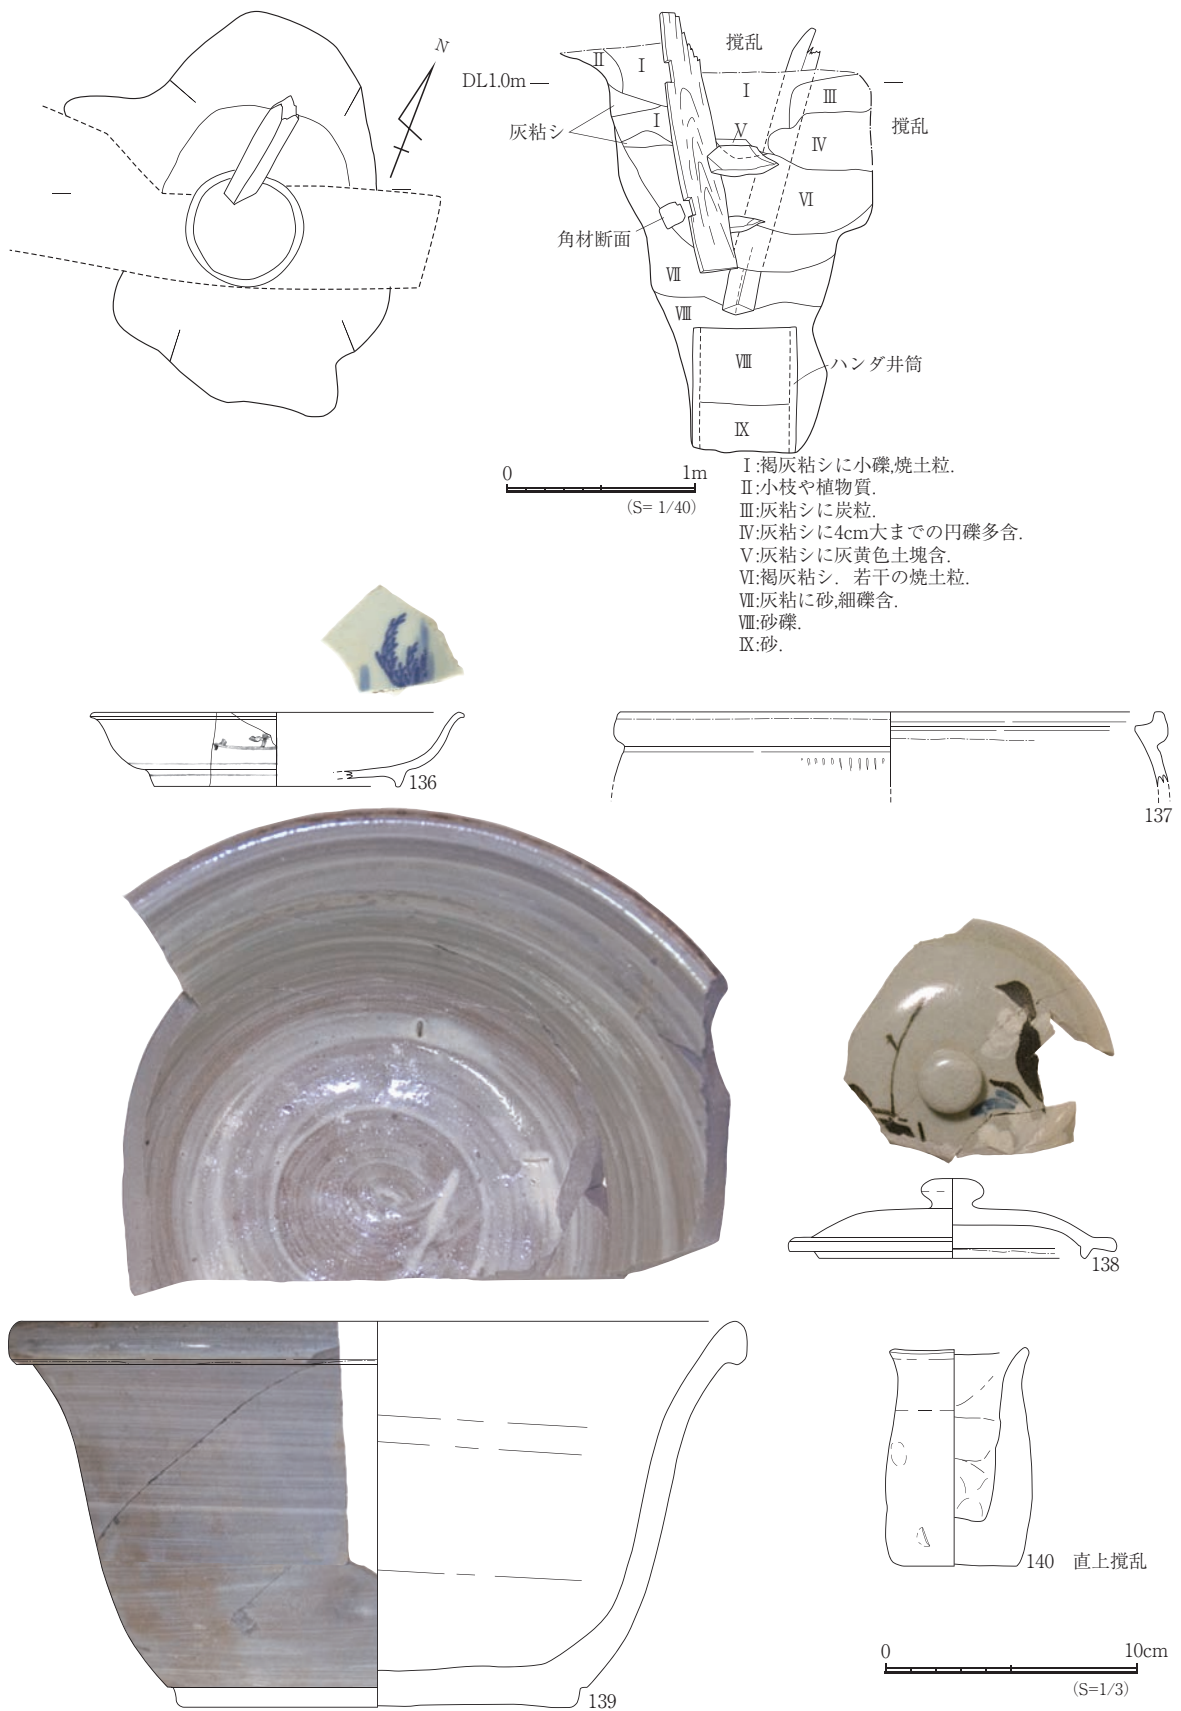 N
DL1.0m
撹乱
撹乱
Ⅱ
Ⅰ
Ⅰ
Ⅲ
灰粘シ
Ⅰ
Ⅴ
Ⅳ
Ⅵ
角材断面
Ⅶ
Ⅷ
Ⅷ
ハンダ井筒
Ⅸ
0 1m
(S= 1/40)
Ⅰ:褐灰粘シに小礫,焼土粒.
Ⅱ:小枝や植物質.
Ⅲ:灰粘シに炭粒.
Ⅳ:灰粘シに4cm大までの円礫多含.
Ⅴ:灰粘シに灰黄色土塊含.
Ⅵ:褐灰粘シ. 若干の焼土粒.
Ⅶ:灰粘に砂,細礫含.
Ⅷ:砂礫.
Ⅸ:砂.
136
137
138
139
140 直上撹乱
0 10cm
(S=1/3)